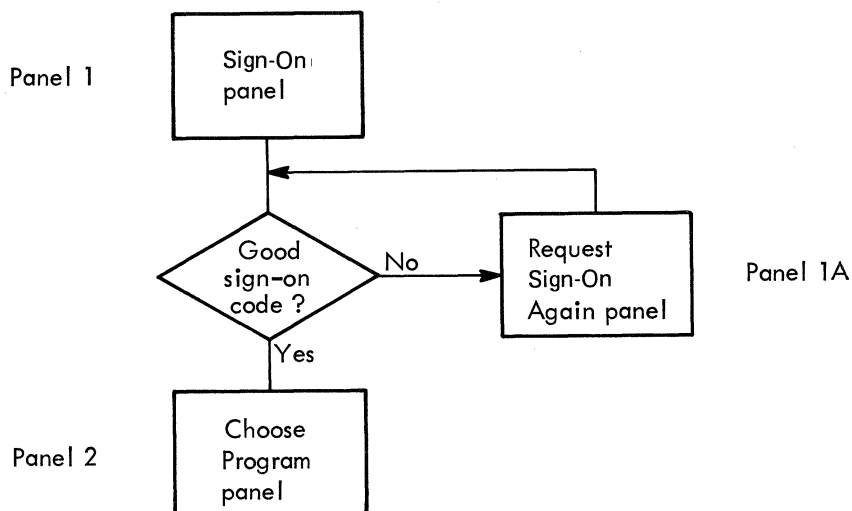 Panel 1
Sign-On
panel
Good
sign-on
code ?
No
Request
Sign-On
Again panel
Panel 1A
Yes
Panel 2
Choose
Program
panel